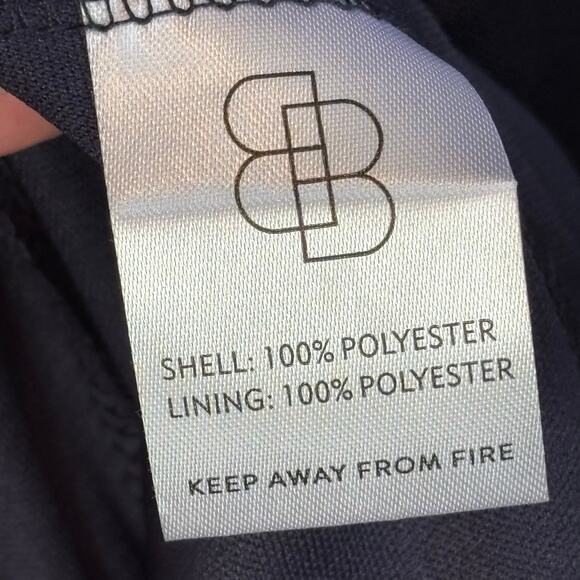 SHELL: 100% POLYESTER
LINING: 100% POLYESTER
KEEP AWAY FROM FIRE